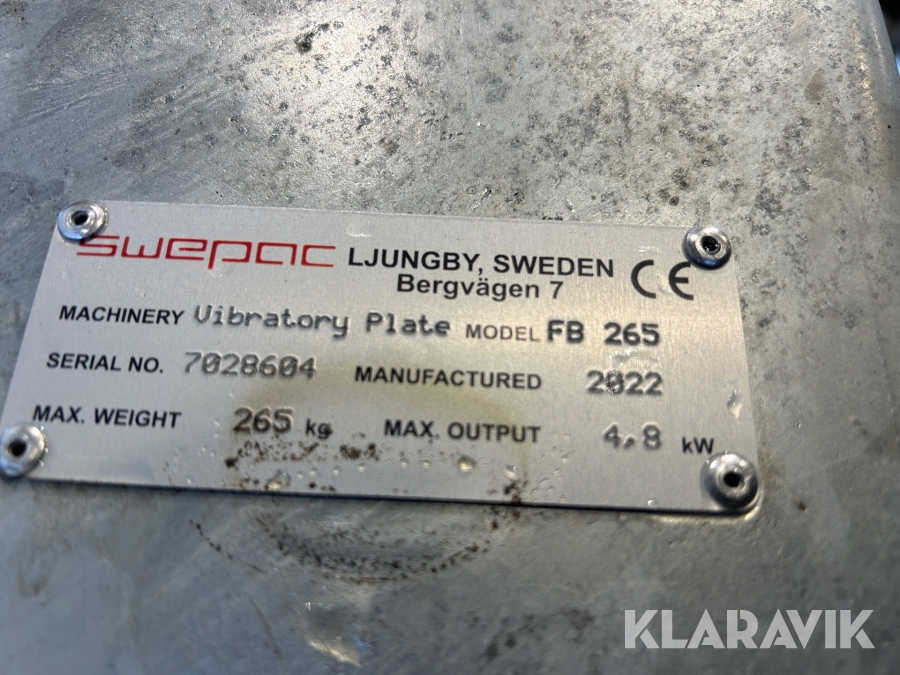 swepac LJUNGBY, SWEDEN
Bergvägen 7
CE
MACHINERY Vibratory Plate MODEL FB 265
SERIAL NO. 7028604 MANUFACTURED 2022
MAX. WEIGHT 265 kg MAX. OUTPUT 4,8 kW
KLARAVIK